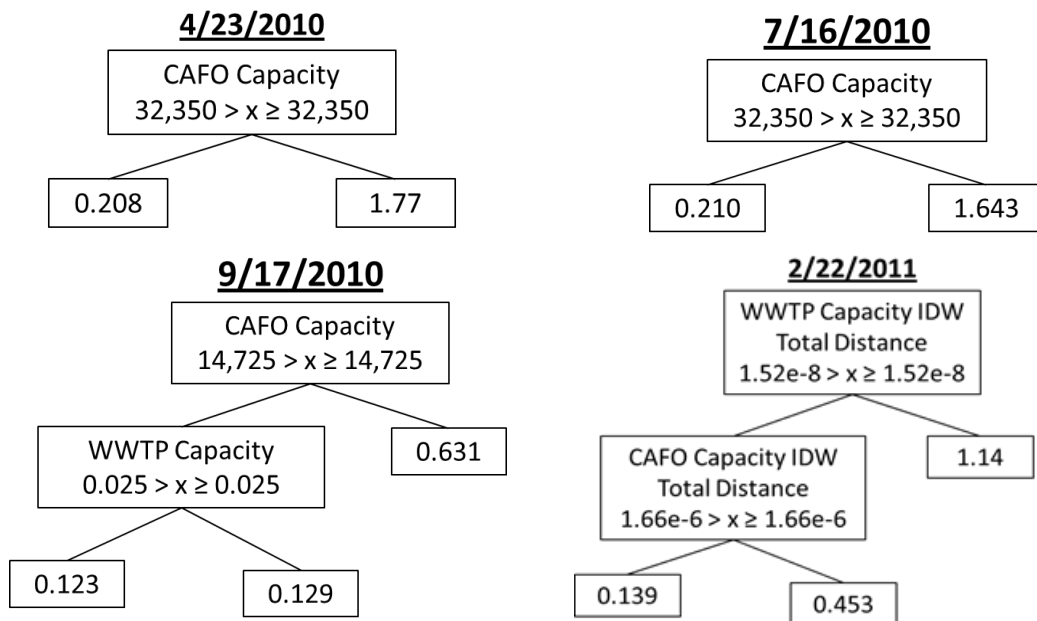 4/23/2010
CAFO Capacity
32,350 > x ≥ 32,350
0.208
1.77
7/16/2010
CAFO Capacity
32,350 > x ≥ 32,350
0.210
1.643
9/17/2010
CAFO Capacity
14,725 > x ≥ 14,725
WWTP Capacity
0.025 > x ≥ 0.025
0.631
0.123
0.129
2/22/2011
WWTP Capacity IDW
Total Distance
1.52e-8 > x ≥ 1.52e-8
CAFO Capacity IDW
Total Distance
1.66e-6 > x ≥ 1.66e-6
1.14
0.139
0.453